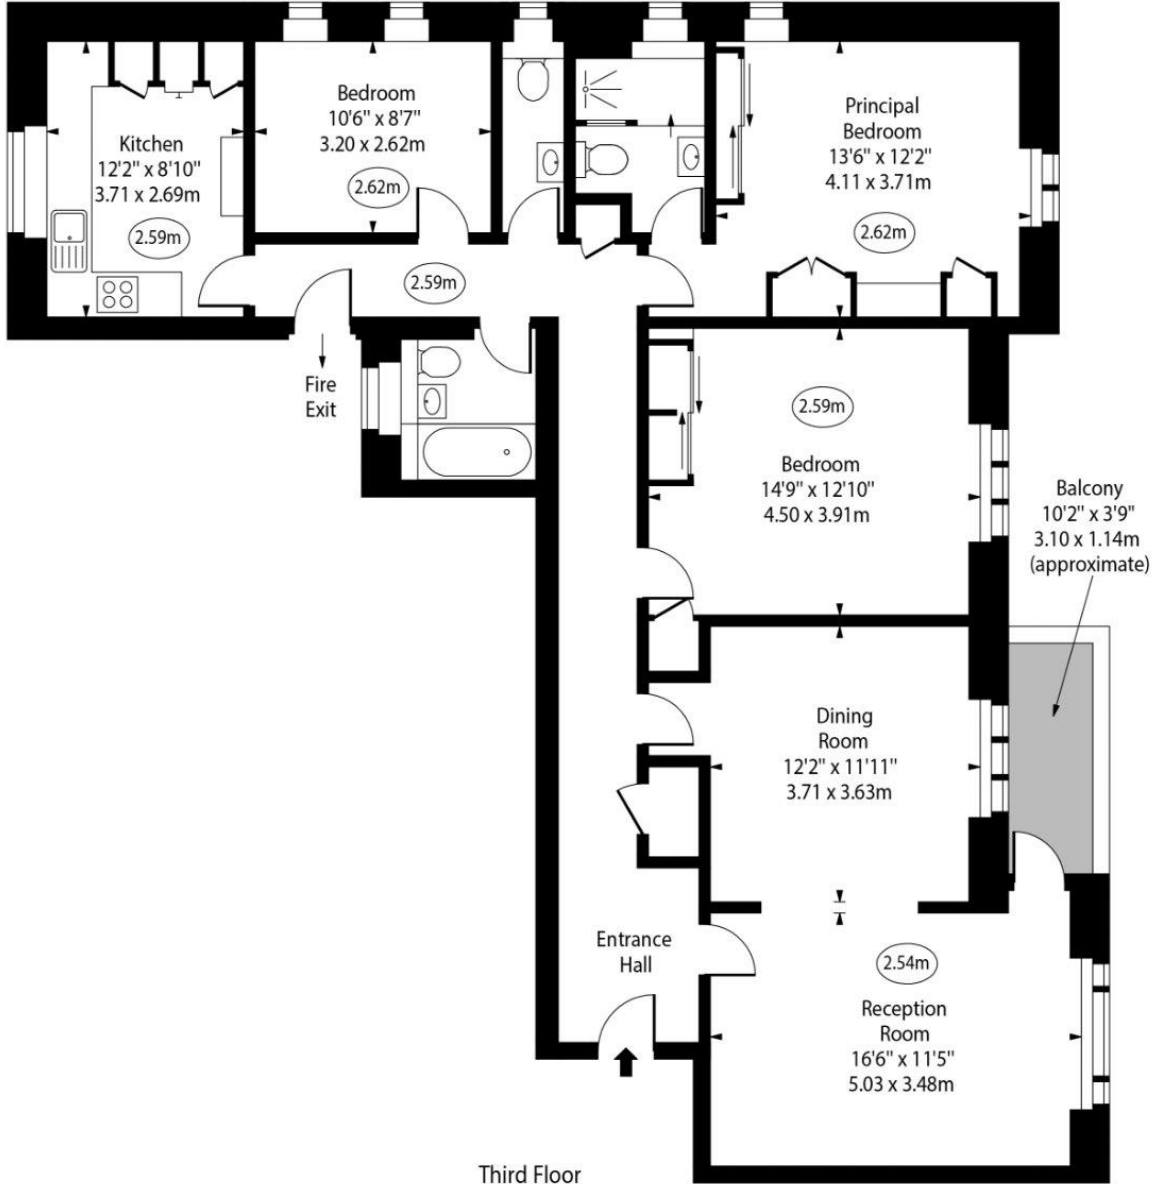 Kitchen
12'2" x 8'10"
3.71 x 2.69m
2.59m
Bedroom
10'6" x 8'7"
3.20 x 2.62m
2.62m
Principal
Bedroom
13'6" x 12'2"
4.11 x 3.71m
2.62m
2.59m
Fire
Exit
2.59m
Bedroom
14'9" x 12'10"
4.50 x 3.91m
Balcony
10'2" x 3'9"
3.10 x 1.14m
(approximate)
Dining
Room
12'2" x 11'11"
3.71 x 3.63m
Entrance
Hall
2.54m
Reception
Room
16'6" x 11'5"
5.03 x 3.48m
Third Floor